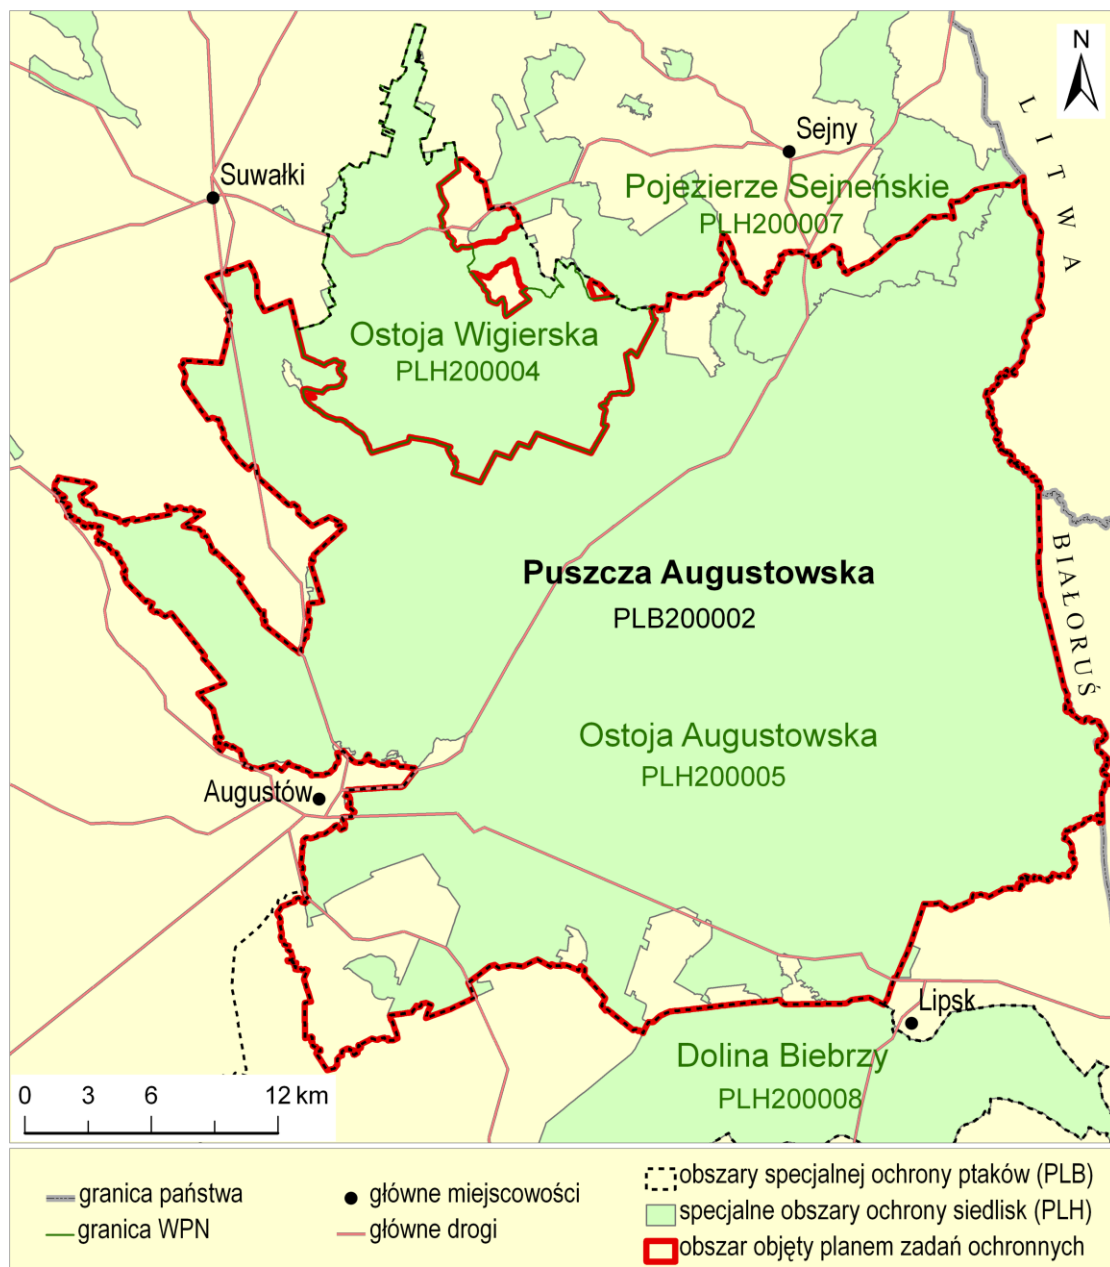 N
LITWA
Sejny
Suwałki
Pojezierze Sejneńskie
PLH200007
Ostoja Wigierska
PLH200004
BIAŁORUŚ
Puszcza Augustowska
PLB200002
Ostoja Augustowska
PLH200005
Augustów
Lipsk
Dolina Biebrzy
PLH200008
0 3 6 12 km
granica państwa
granica WPN
główne miejscowości
główne drogi
obszary specjalnej ochrony ptaków (PLB)
specjalne obszary ochrony siedlisk (PLH)
obszar objęty planem zadań ochronnych